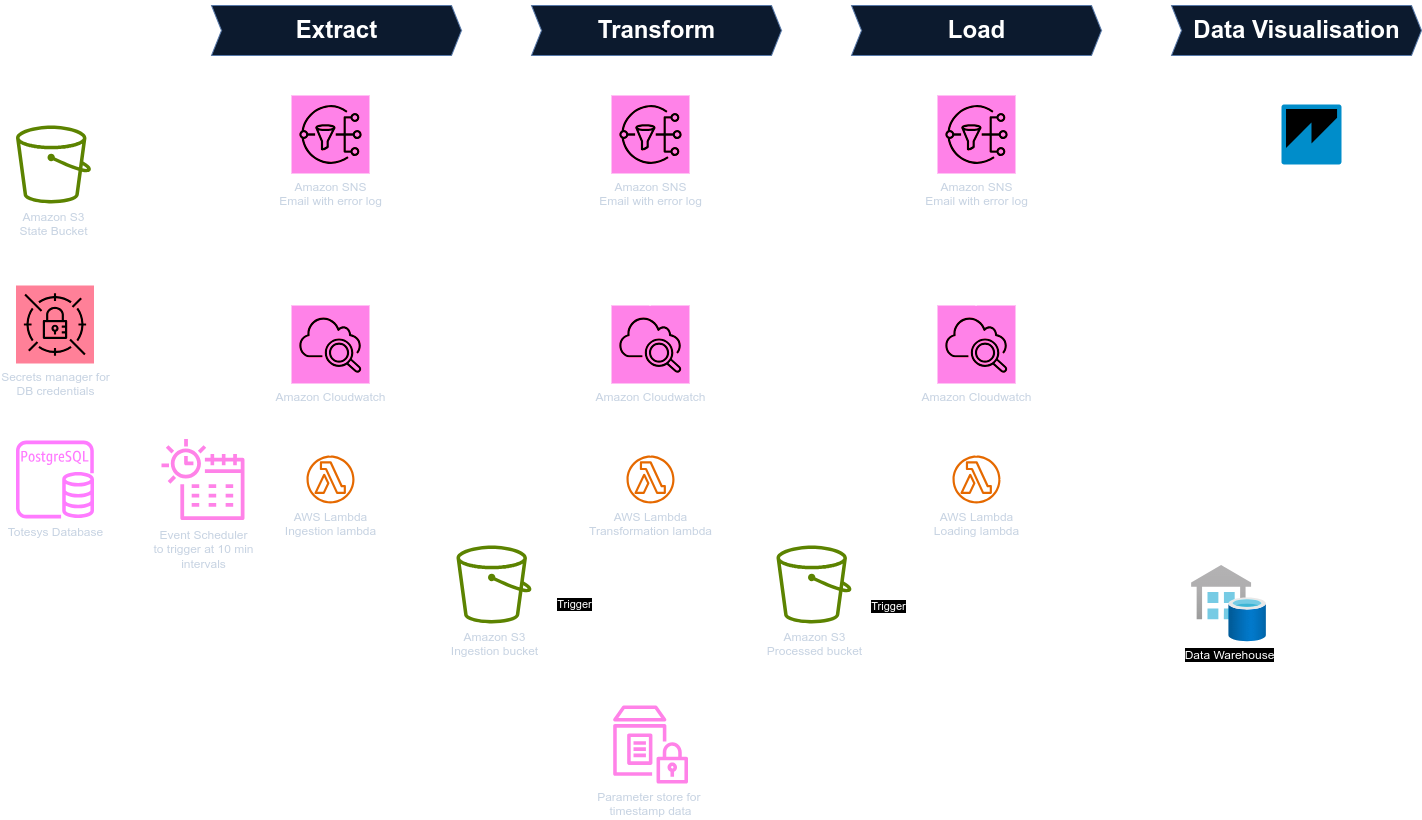 Extract
Transform
Load
Data Visualisation
Amazon S3
State Bucket
Amazon SNS
Email with error log
Amazon SNS
Email with error log
Amazon SNS
Email with error log
Secrets manager for
DB credentials
Amazon Cloudwatch
Amazon Cloudwatch
Amazon Cloudwatch
PostgreSQL
Totesys Database
Event Scheduler
to trigger at 10 min
intervals
AWS Lambda
Ingestion lambda
AWS Lambda
Transformation lambda
AWS Lambda
Loading lambda
Amazon S3
Ingestion bucket
Trigger
Amazon S3
Processed bucket
Trigger
Data Warehouse
Parameter store for
timestamp data